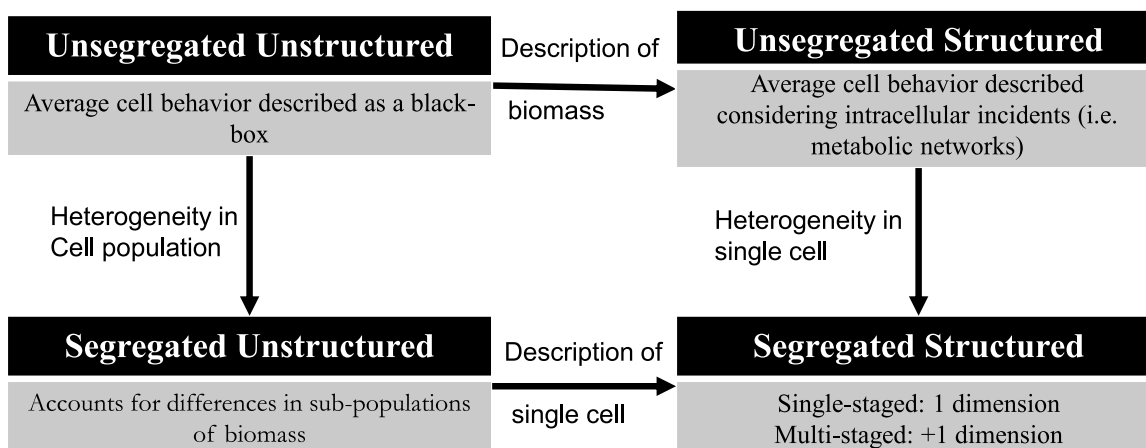 Unsegregated Unstructured
Average cell behavior described as a black-
box
Description of
biomass
Unsegregated Structured
Average cell behavior described
considering intracellular incidents (i.e.
metabolic networks)
Heterogeneity in
Cell population
Heterogeneity in
single cell
Segregated Unstructured
Accounts for differences in sub-populations
of biomass
Description of
single cell
Segregated Structured
Single-staged: 1 dimension
Multi-staged: +1 dimension